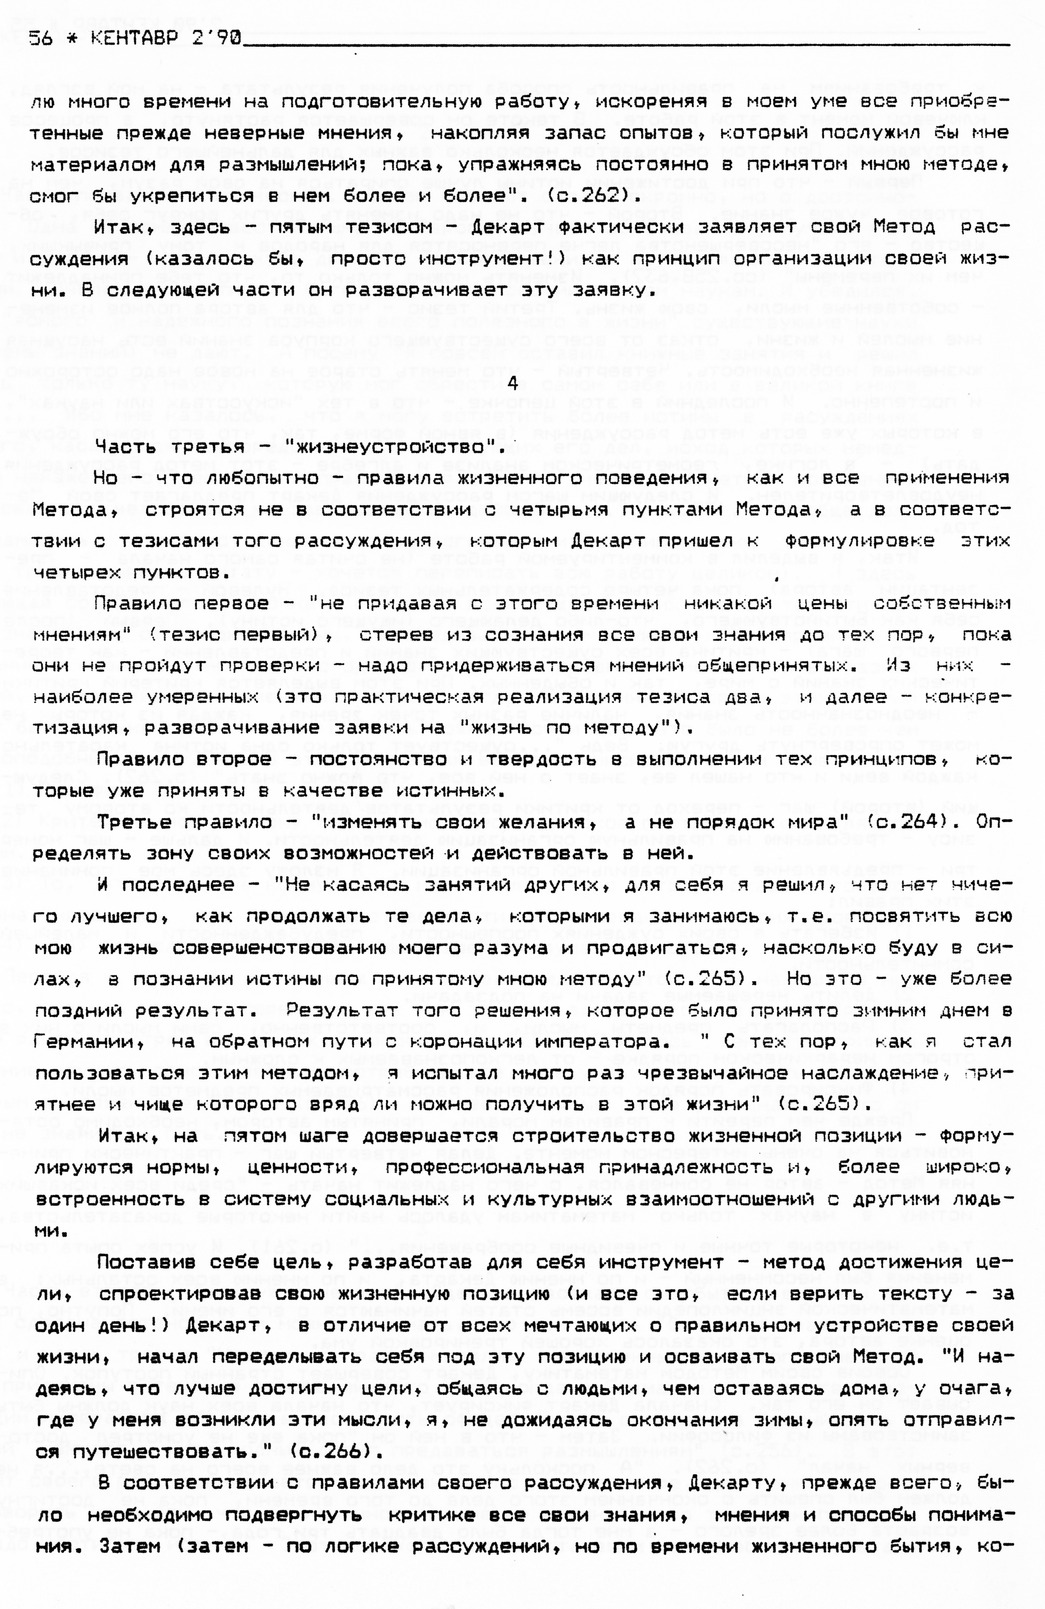 56 * КЕНТАВР 2'90
лю много времени на подготовительную работу, искореняя в моем уме все приобре-
тенные прежде неверные мнения, накопляя запас опытов, который послужил бы мне
материалом для размышлений; пока, упражняясь постоянно в принятом мною методе,
смог бы укрепиться в нем более и более". (с.262).
Итак, здесь - пятым тезисом - Декарт фактически заявляет свой Метод рас-
суждения (казалось бы, просто инструмент!) как принцип организации своей жиз-
ни. В следующей части он разворачивает эту заявку.
4
Часть третья - "жизнеустройство".
Но - что любопытно - правила жизненного поведения, как и все применения
Метода, строятся не в соответствии с четырьмя пунктами Метода, а в соответс-
твии с тезисами того рассуждения, которым Декарт пришел к формулировке этих
четырех пунктов.
Правило первое - "не придавая с этого времени никакой цены собственным
мнениям" (тезис первый), стерев из сознания все свои знания до тех пор, пока
они не пройдут проверки - надо придерживаться мнений общепринятых. Из них -
наиболее умеренных (это практическая реализация тезиса два, и далее - конкре-
тизация, разворачивание заявки на "жизнь по методу").
Правило второе - постоянство и твердость в выполнении тех принципов, ко-
торые уже приняты в качестве истинных.
Третье правило - "изменять свои желания, а не порядок мира" (с.264). Оп-
ределять зону своих возможностей и действовать в ней.
И последнее - "Не касаясь занятий других, для себя я решил, что нет ниче-
го лучшего, как продолжать те дела, которыми я занимаюсь, т.е. посвятить всю
мою жизнь совершенствованию моего разума и продвигаться, насколько буду в си-
лах, в познании истины по принятому мною методу" (с.265). Но это - уже более
поздний результат. Результат того решения, которое было принято зимним днем в
Германии, на обратном пути с коронации императора. " С тех пор, как я стал
пользоваться этим методом, я испытал много раз чрезвычайное наслаждение, при-
ятнее и чище которого вряд ли можно получить в этой жизни" (с.265).
Итак, на пятом шаге довершается строительство жизненной позиции - форму-
лируются нормы, ценности, профессиональная принадлежность и, более широко,
встроенность в систему социальных и культурных взаимоотношений с другими людь-
ми.
Поставив себе цель, разработав для себя инструмент - метод достижения це-
ли, спроектировав свою жизненную позицию (и все это, если верить тексту - за
один день!) Декарт, в отличие от всех мечтающих о правильном устройстве своей
жизни, начал переделывать себя под эту позицию и осваивать свой Метод. "И на-
деясь, что лучше достигну цели, общаясь с людьми, чем оставаясь дома, у очага,
где у меня возникли эти мысли, я, не дожидаясь окончания зимы, опять отправил-
ся путешествовать." (с.266).
В соответствии с правилами своего рассуждения, Декарту, прежде всего, бы-
ло необходимо подвергнуть критике все свои знания, мнения и способы понима-
ния. Затем (затем - по логике рассуждений, но по времени жизненного бытия, ко-